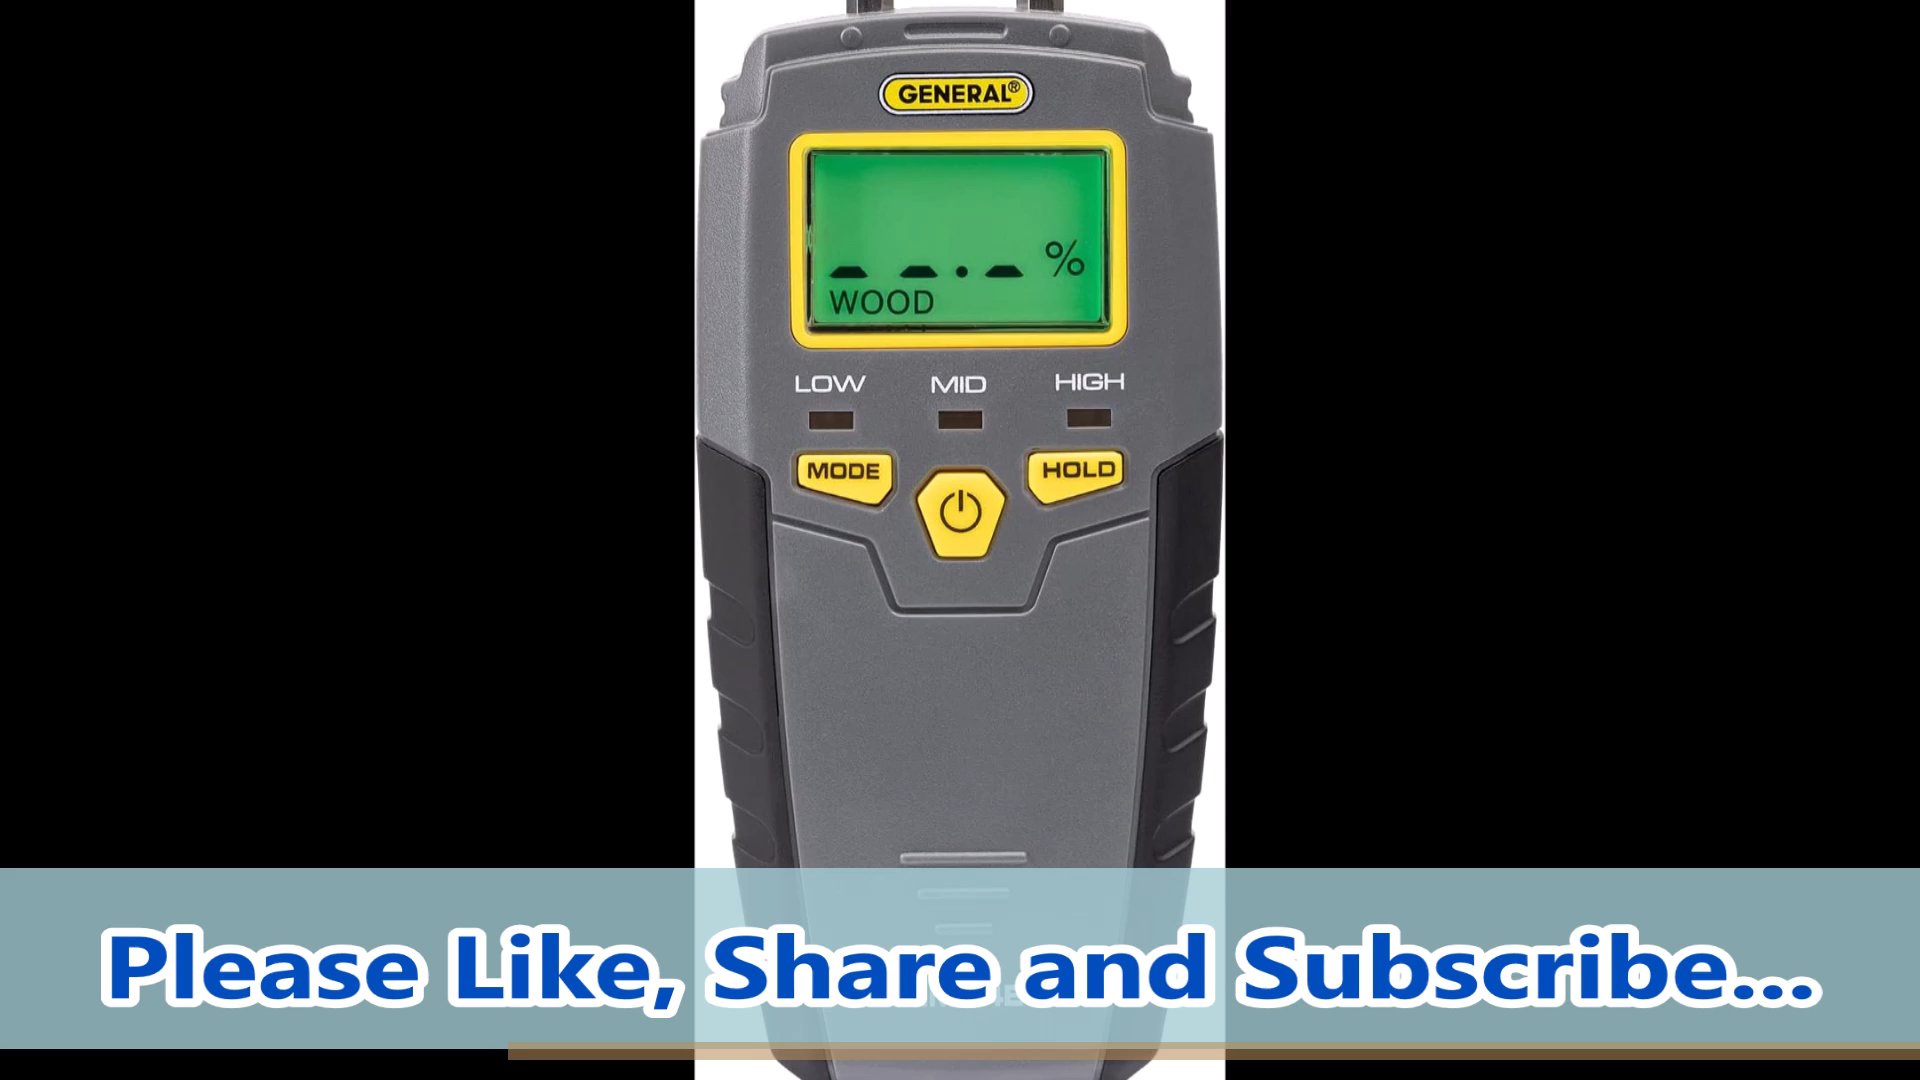 GENERAL®
- -.- %
WOOD
LOW MID HIGH
MODE HOLD
Please Like, Share and Subscribe...